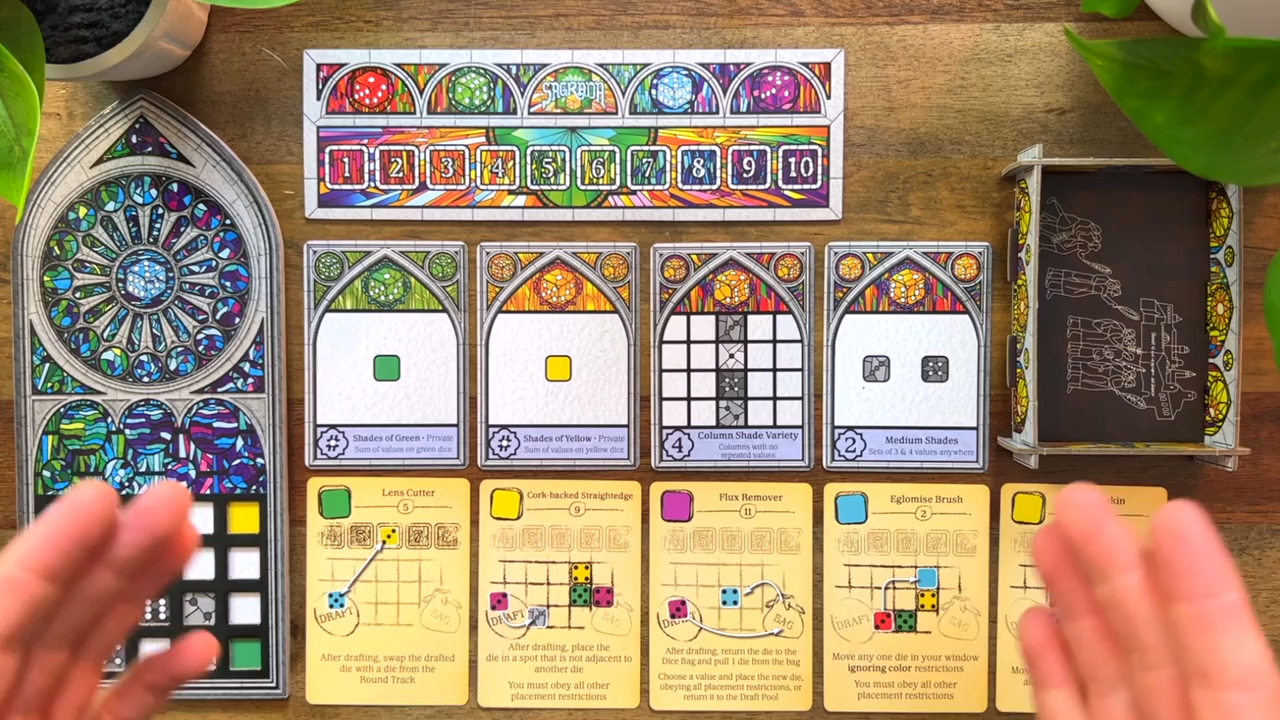 SAGRADA
1 2 3 4 5 6 7 8 9 10
# Shades of Green • Private
Sum of values on green dice
# Shades of Yellow • Private
Sum of values on yellow dice
4 Column Shade Variety
Columns with no
repeated values
2 Medium Shades
Sets of 3 & 4 values anywhere
Lens Cutter
5
DRAFT
BAG
After drafting, swap the drafted
die with a die from the
Round Track
Cork-backed Straightedge
9
DRAFT
BAG
After drafting, place the
die in a spot that is not adjacent to
another die
You must obey all other
placement restrictions
Flux Remover
11
DRAFT
BAG
After drafting, return the die to the
Dice Bag and pull 1 die from the bag
Choose a value and place the new die,
obeying all placement restrictions, or
return it to the Draft Pool
Eglomise Brush
2
DRAFT
BAG
Move any one die in your window
ignoring color restrictions
You must obey all other
placement restrictions